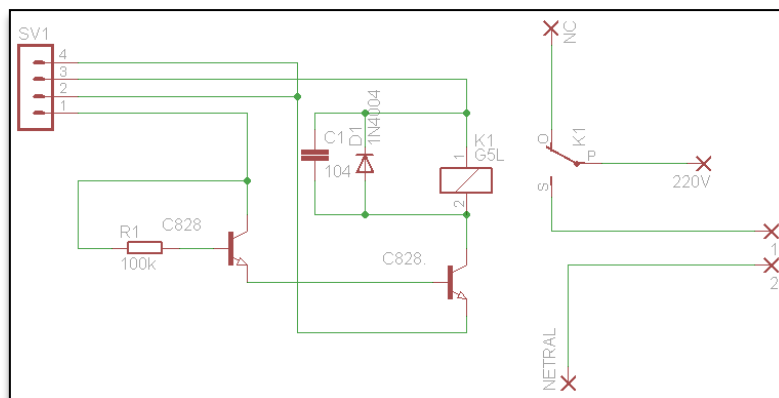 SV1
4
3
2
1
NC
C1
104
D1
1N4004
K1
G5L
1
2
O
K1
P
S
220V
R1
100k
C828
C828.
1
2
NETRAL